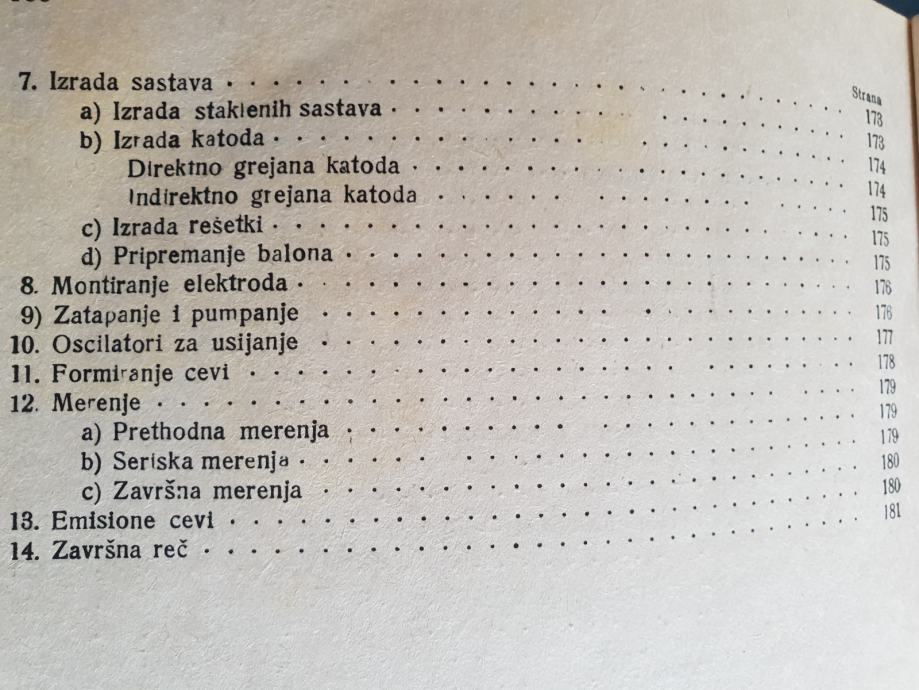 Strana
7. Izrada sastava 173
a) Izrada staklenih sastava 173
b) Izrada katoda 174
Direktno grejana katoda 174
Indirektno grejana katoda 175
c) Izrada rešetki 175
d) Pripremanje balona 175
8. Montiranje elektroda 176
9) Zatapanje i pumpanje 176
10. Oscilatori za usijanje 177
11. Formiranje cevi 178
12. Merenje 179
a) Prethodna merenja 179
b) Seriska merenja 179
c) Završna merenja 180
13. Emisione cevi 180
14. Završna reč 181